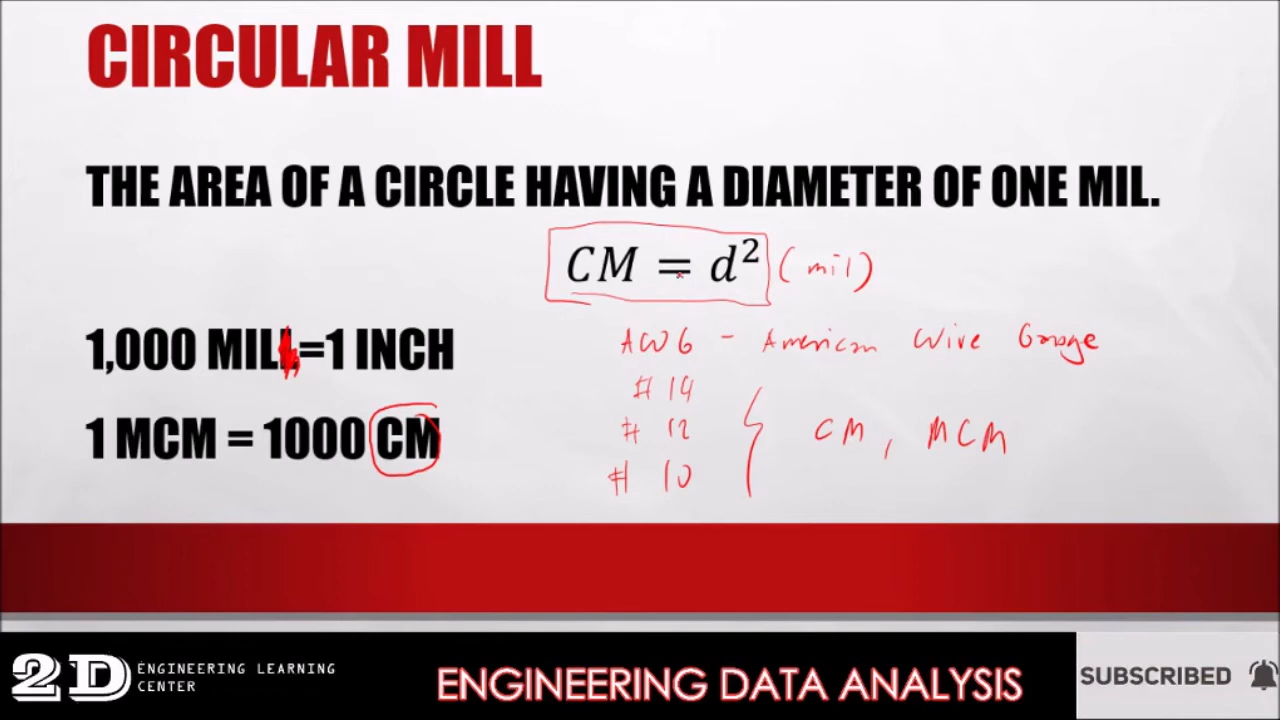 CIRCULAR MILL
THE AREA OF A CIRCLE HAVING A DIAMETER OF ONE MIL.
CM = d² (mil)
1,000 MILL=1 INCH
AWG - American Wire Gauge
# 14
# 12
CM, MCM
1 MCM = 1000 CM
# 10
2D ENGINEERING LEARNING
CENTER
ENGINEERING DATA ANALYSIS
SUBSCRIBED